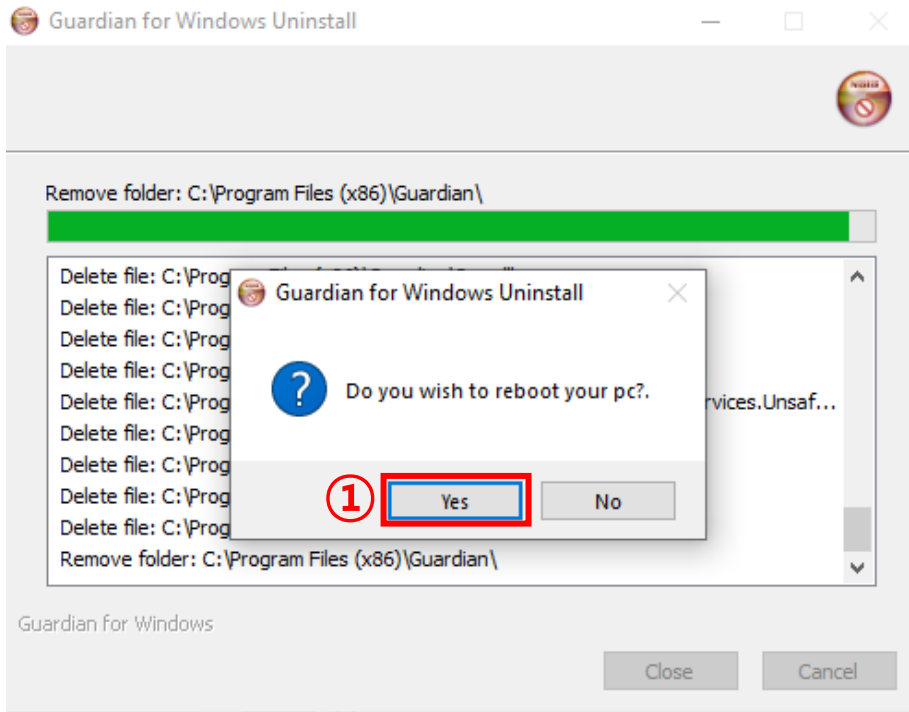 Guardian for Windows Uninstall
Remove folder: C:\Program Files (x86)\Guardian\
Delete file: C:\Prog
Guardian for Windows Uninstall
Delete file: C:\Prog
Delete file: C:\Prog
Delete file: C:\Prog
Do you wish to reboot your pc?.
Delete file: C:\Prog
rvices.Unsaf...
Delete file: C:\Prog
Delete file: C:\Prog
Delete file: C:\Prog
① Yes No
Delete file: C:\Prog
Remove folder: C:\Program Files (x86)\Guardian\
Guardian for Windows
Close Cancel